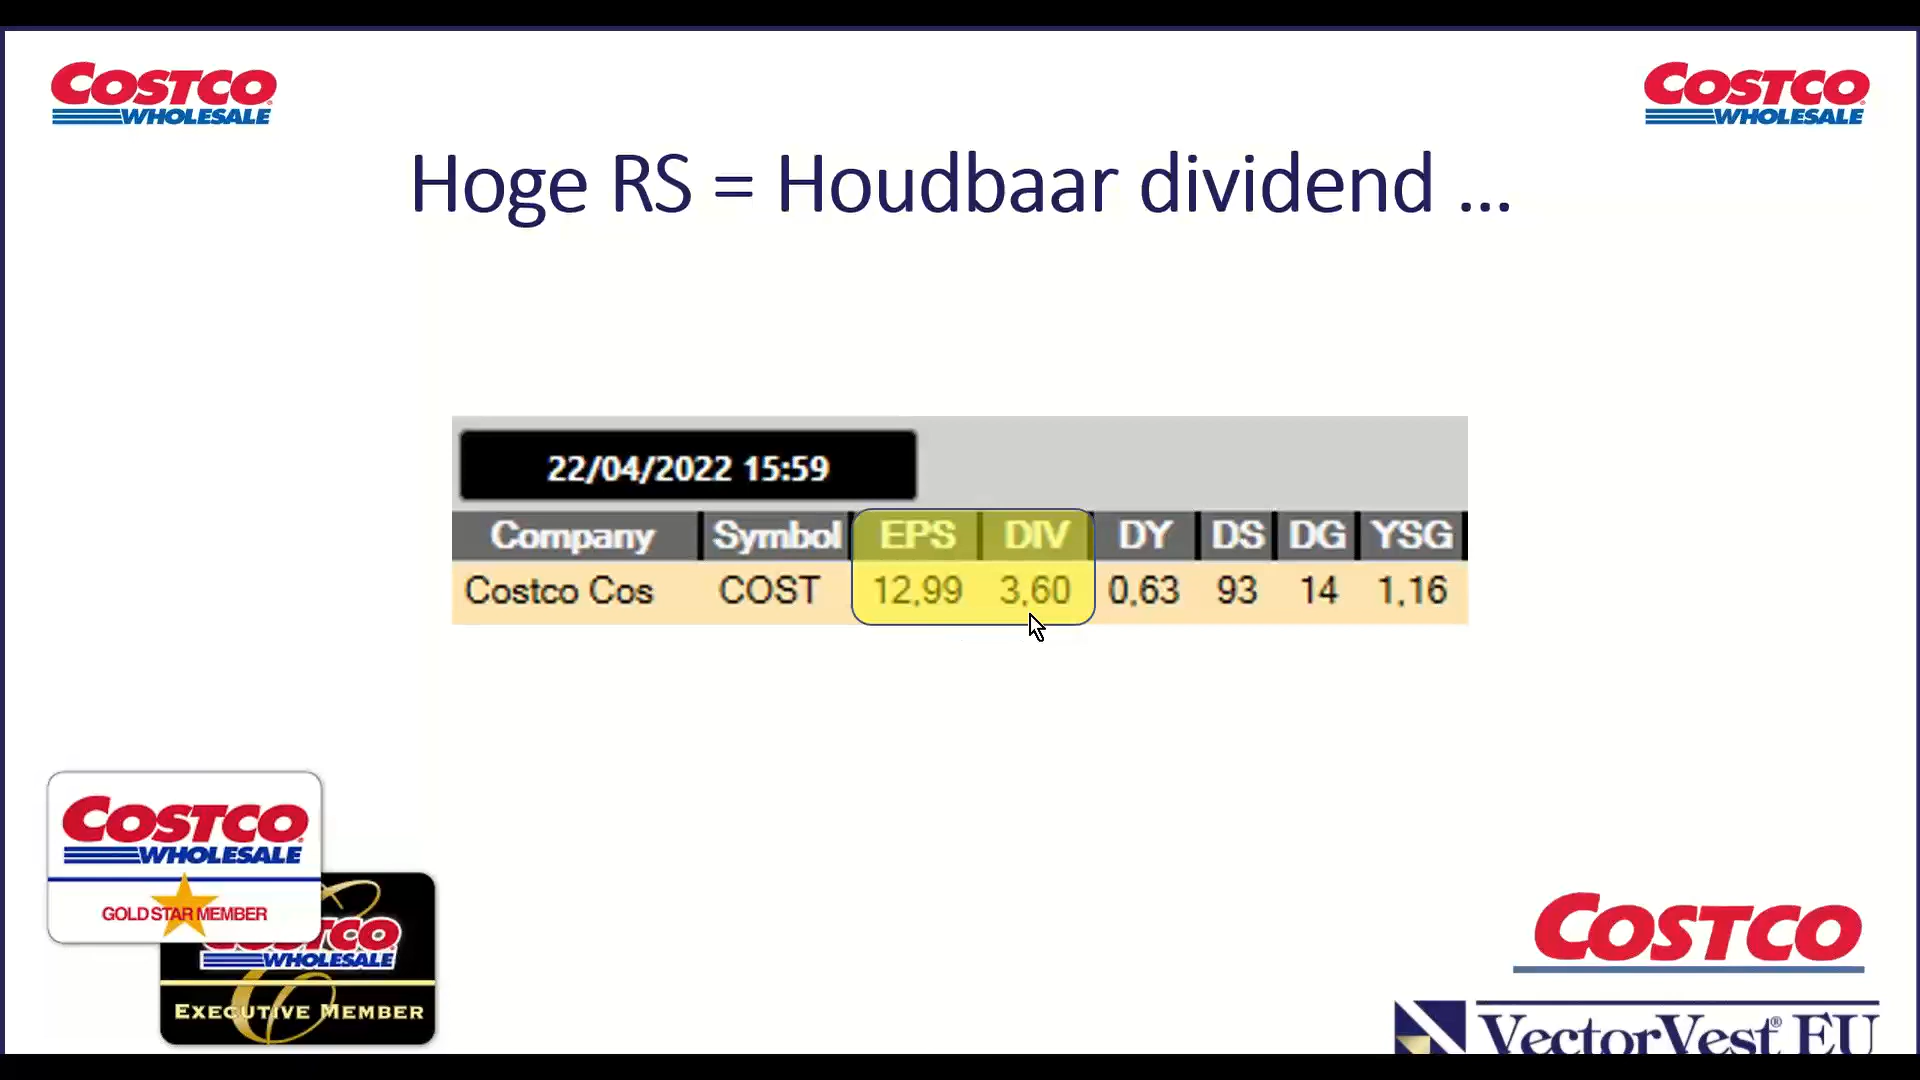 COSTCO WHOLESALE
COSTCO WHOLESALE
Hoge RS = Houdbaar dividend ...
22/04/2022 15:59
Company Symbol EPS DIV DY DS DG YSG
Costco Cos COST 12,99 3,60 0,63 93 14 1,16
COSTCO
WHOLESALE
GOLD STAR MEMBER
WHOLESALE
EXECUTIVE MEMBER
COSTCO
VectorVest® EU